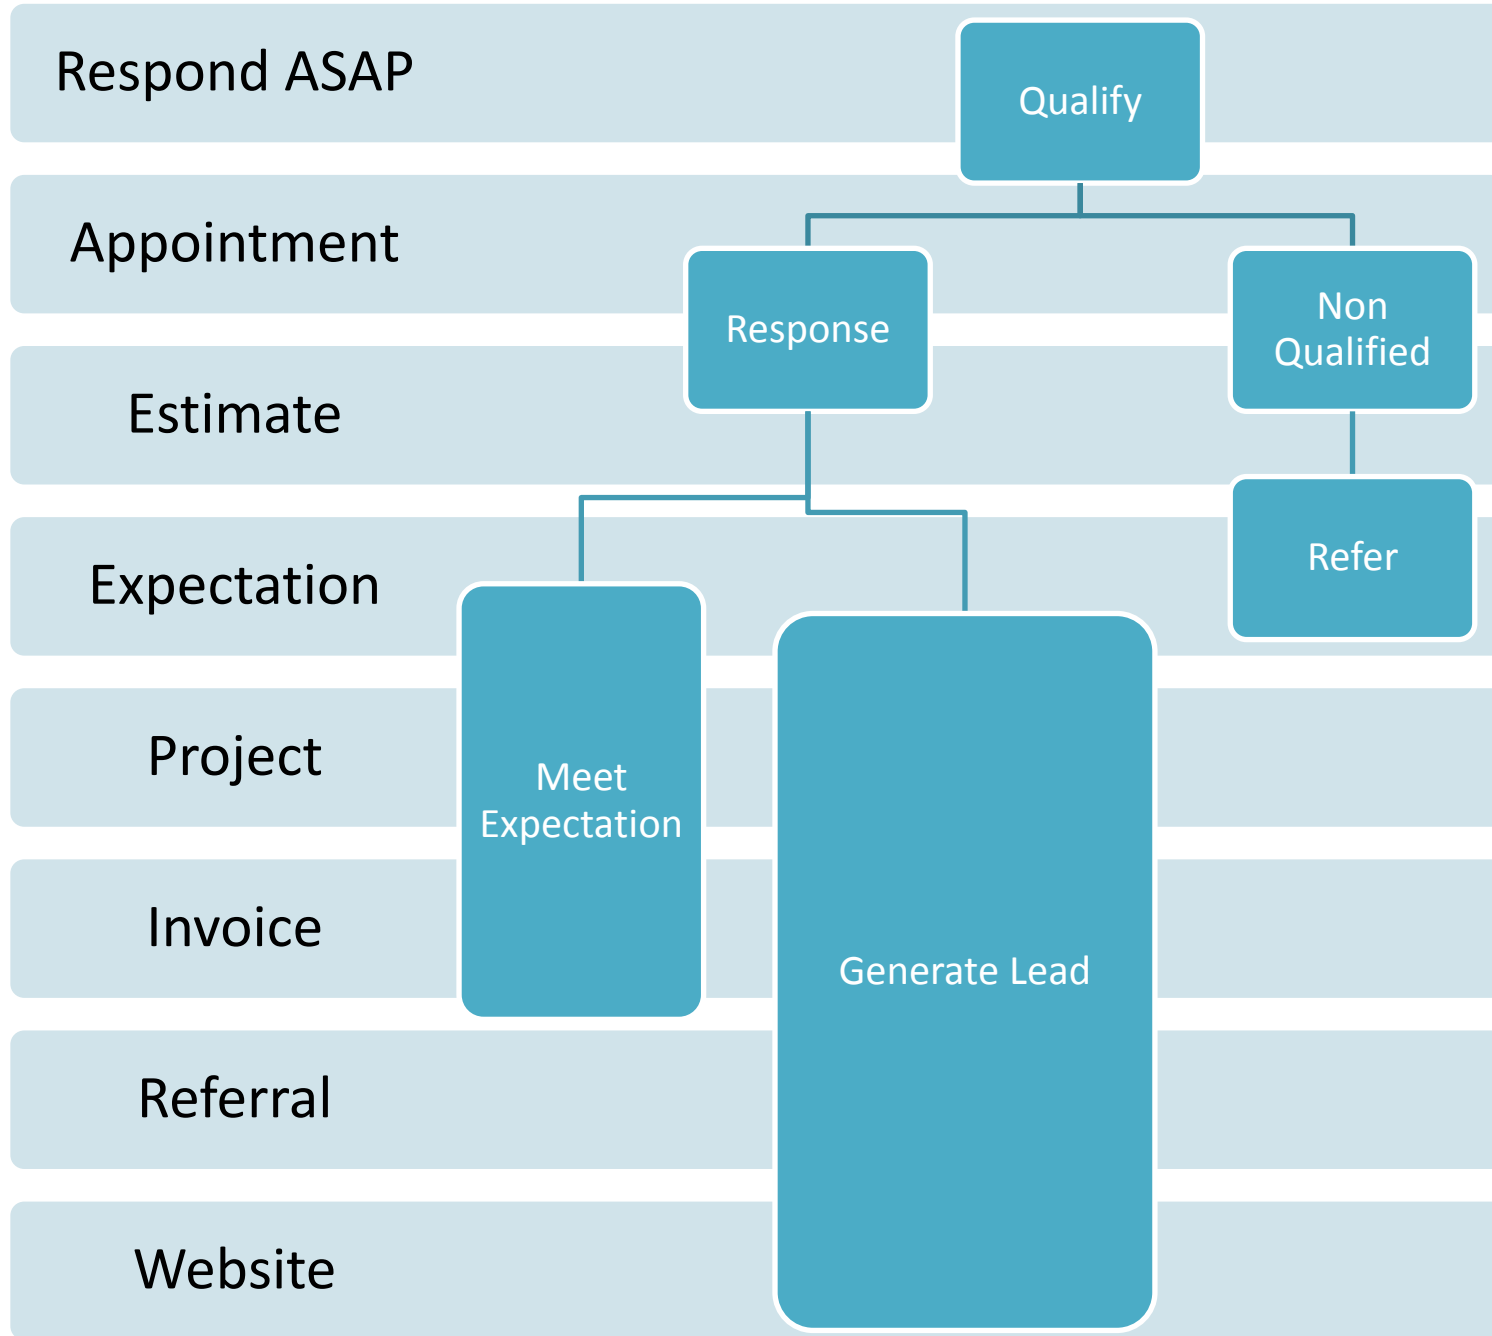 Respond ASAP
Qualify
Appointment
Response
Non
Qualified
Estimate
Expectation
Refer
Project
Meet
Expectation
Invoice
Generate Lead
Referral
Website